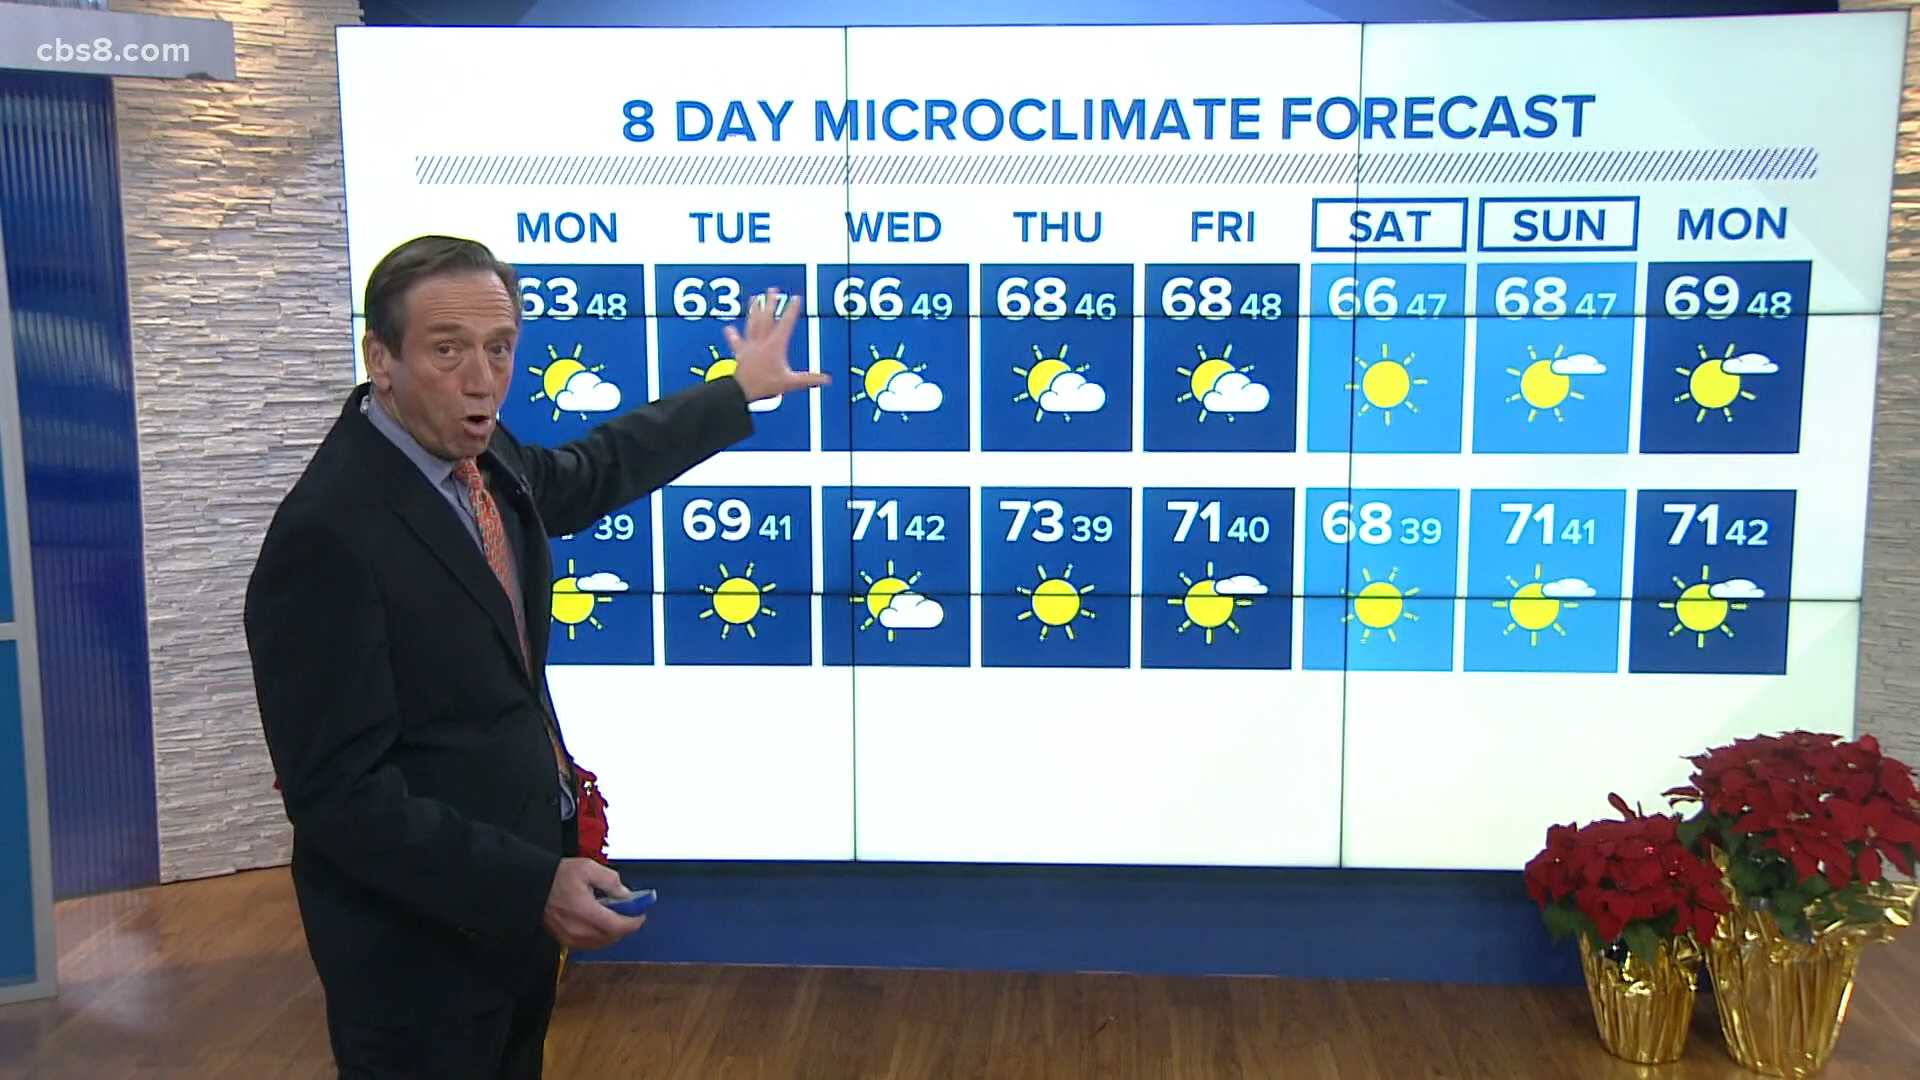 cbs8.com
8 DAY MICROCLIMATE FORECAST
MON TUE WED THU FRI SAT SUN MON
63 48 63 47 66 49 68 46 68 48 66 47 68 47 69 48
39 69 41 71 42 73 39 71 40 68 39 71 41 71 42